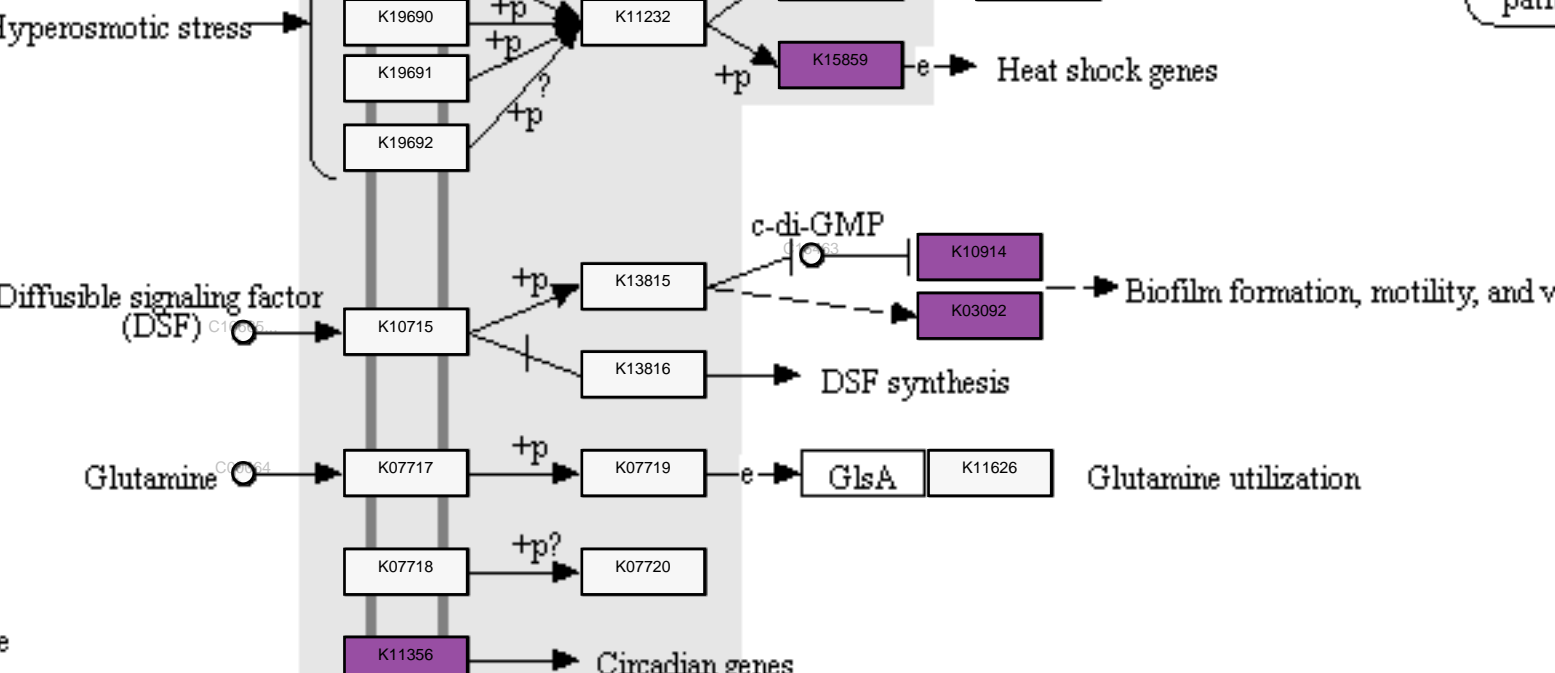 K19690
+p
K11232
path
Hyperosmotic stress
+p
K19691
K15859
e
Heat shock genes
+p
?
+p
K19692
c-di-GMP
K10914
+p
K13815
Diffusible signaling factor
Biofilm formation, motility, and v
(DSF)
K10715
K03092
K13816
DSF synthesis
+p
Glutamine
K07717
K07719
e
GlsA
K11626
Glutamine utilization
+p?
K07718
K07720
e
K11356
Circadian genes